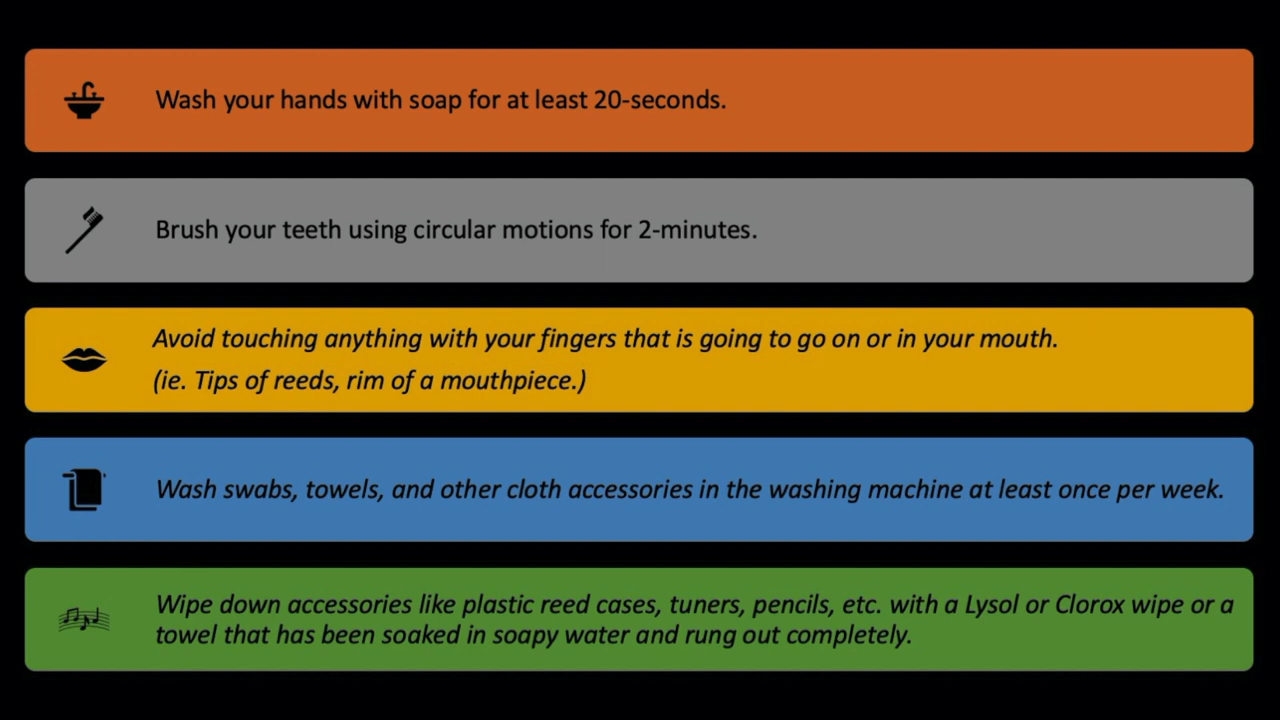 Wash your hands with soap for at least 20-seconds.
Brush your teeth using circular motions for 2-minutes.
Avoid touching anything with your fingers that is going to go on or in your mouth.
(ie. Tips of reeds, rim of a mouthpiece.)
Wash swabs, towels, and other cloth accessories in the washing machine at least once per week.
Wipe down accessories like plastic reed cases, tuners, pencils, etc. with a Lysol or Clorox wipe or a
towel that has been soaked in soapy water and rung out completely.